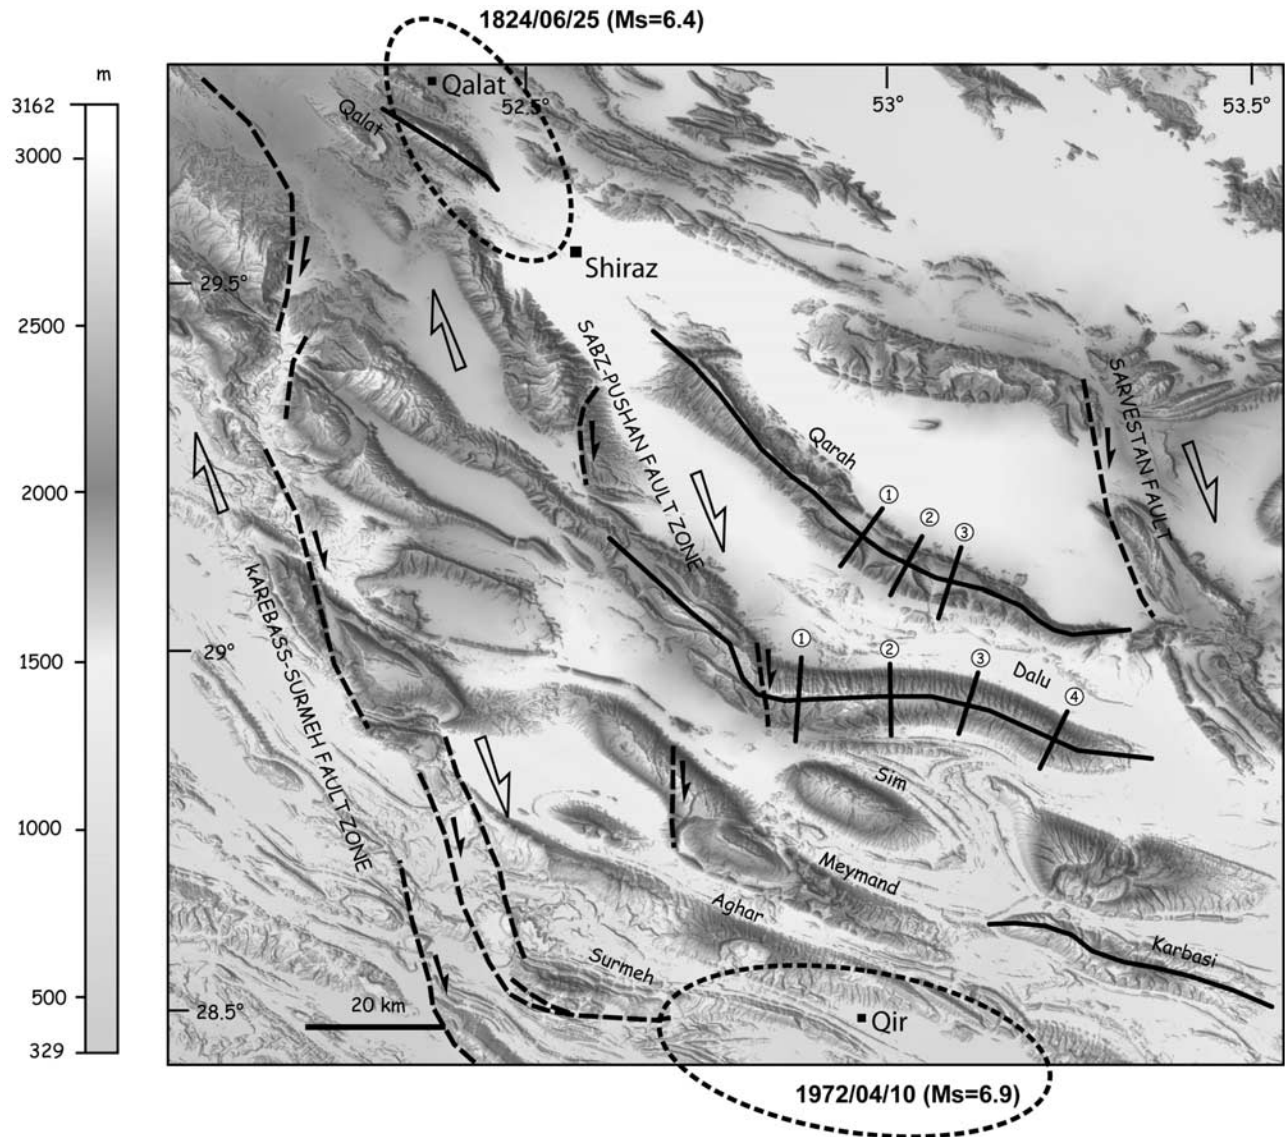 1824/06/25 (Ms=6.4)
m
3162
3000
2500
2000
1500
1000
500
329
Qalat
Qalat
52.5°
53°
53.5°
Shiraz
29.5°
SABZ-PUSHAN FAULT ZONE
SARVESTAN FAULT
Qarah
①
②
③
kAREBASS-SURMEH FAULT ZONE
29°
①
②
③
Dalu
④
Sim
Meymand
Aghar
Surmeh
Karbasi
28.5°
20 km
Qir
1972/04/10 (Ms=6.9)